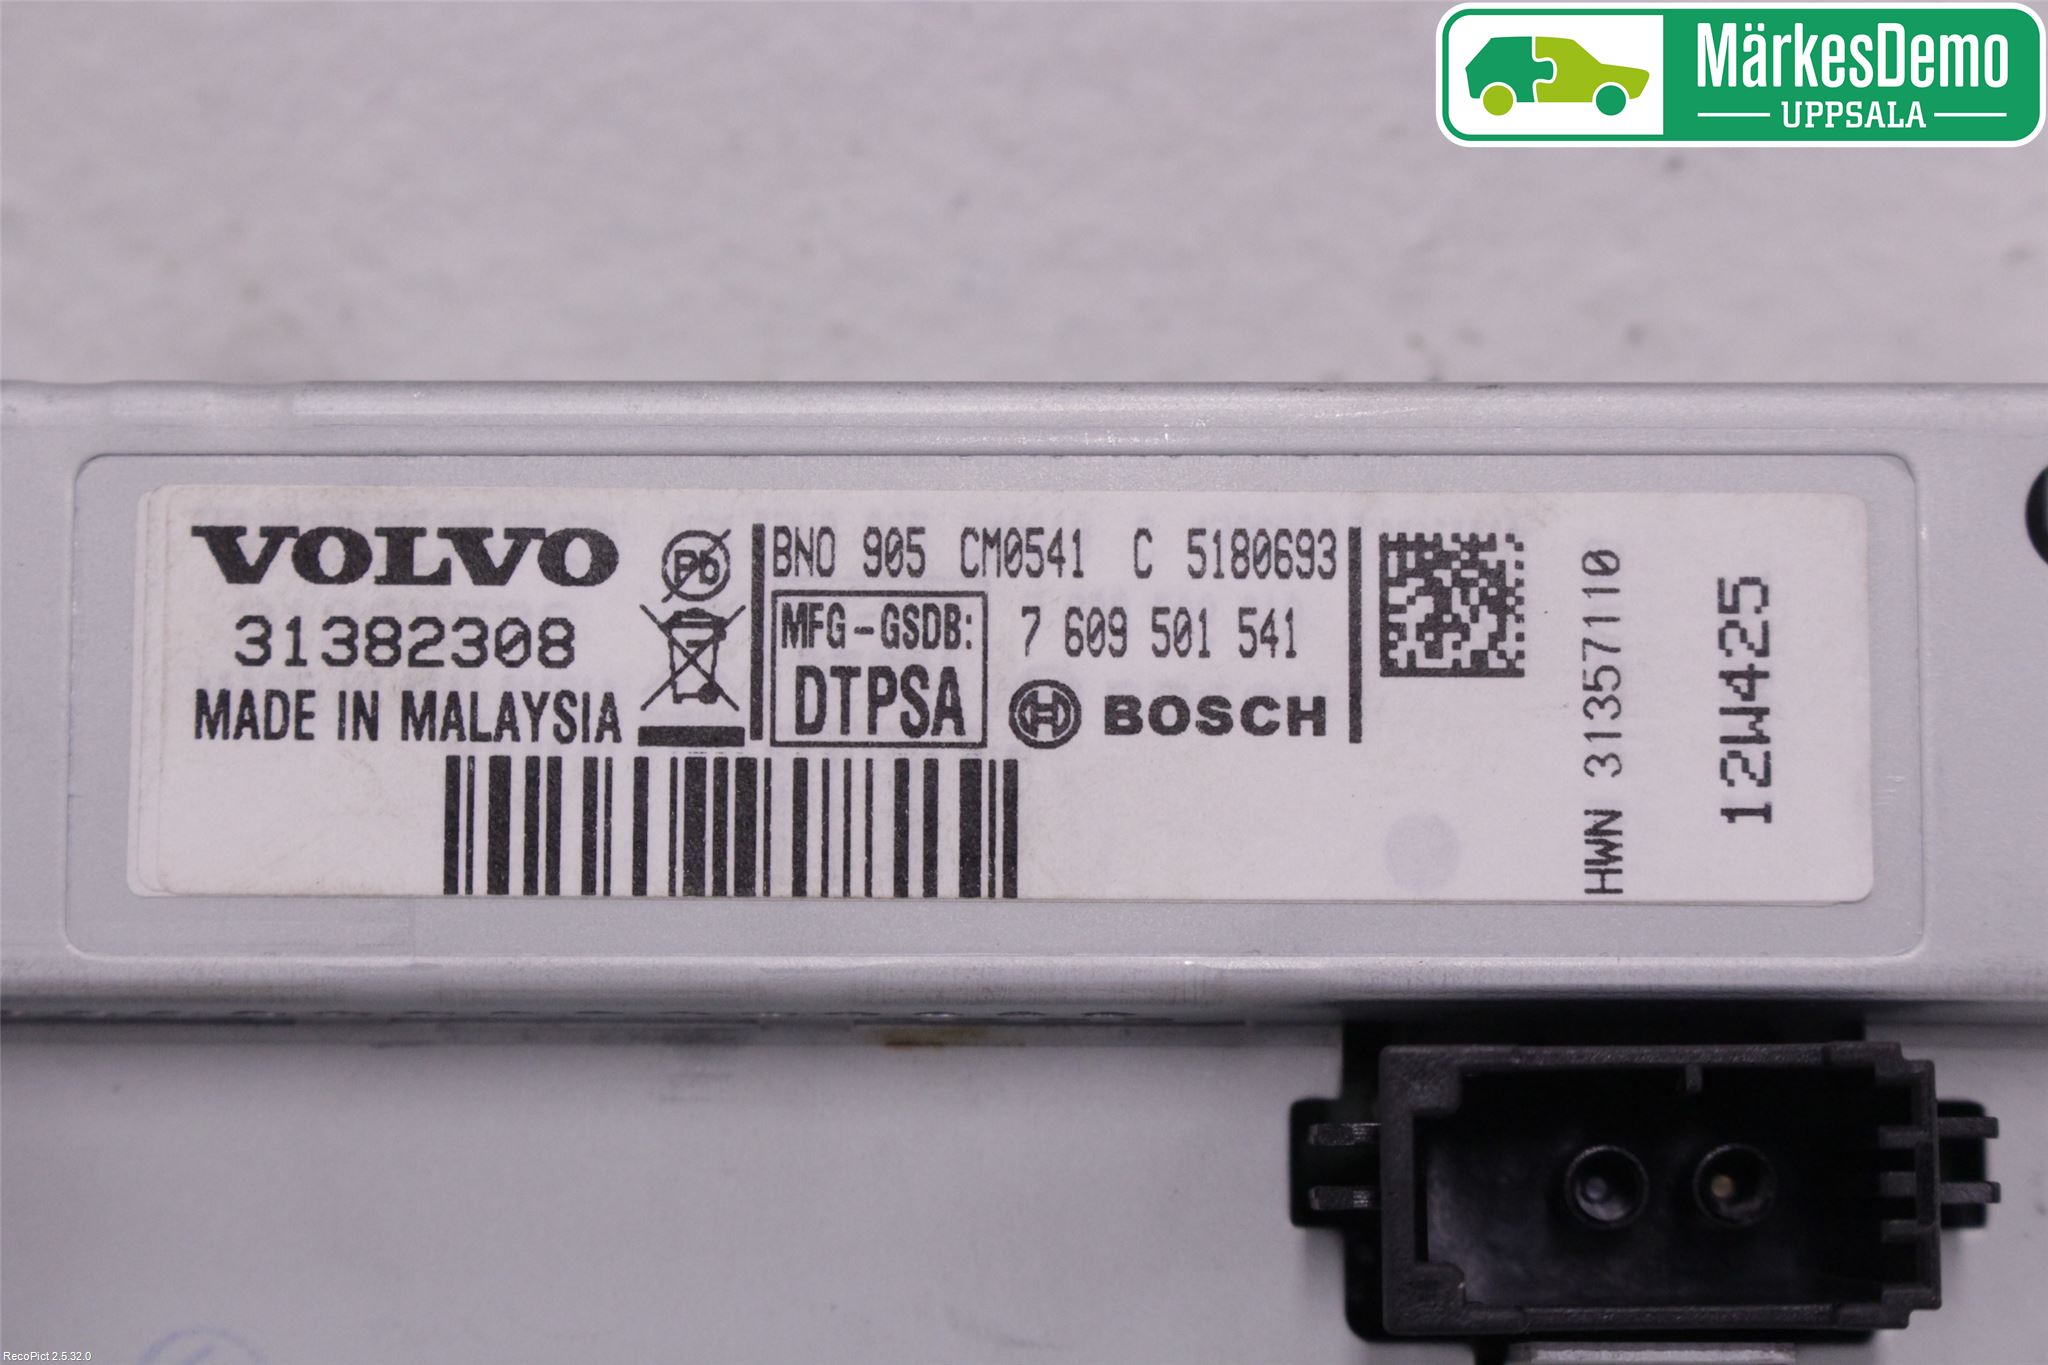 MärkesDemo
UPPSALA
VOLVO
31382308
MADE IN MALAYSIA
Pb
BNO 905 CM0541 C 5180693
MFG-GSDB:
DTPSA
7 609 501 541
BOSCH
HWN 31357110
12W425
RecoPict 2.5.32.0